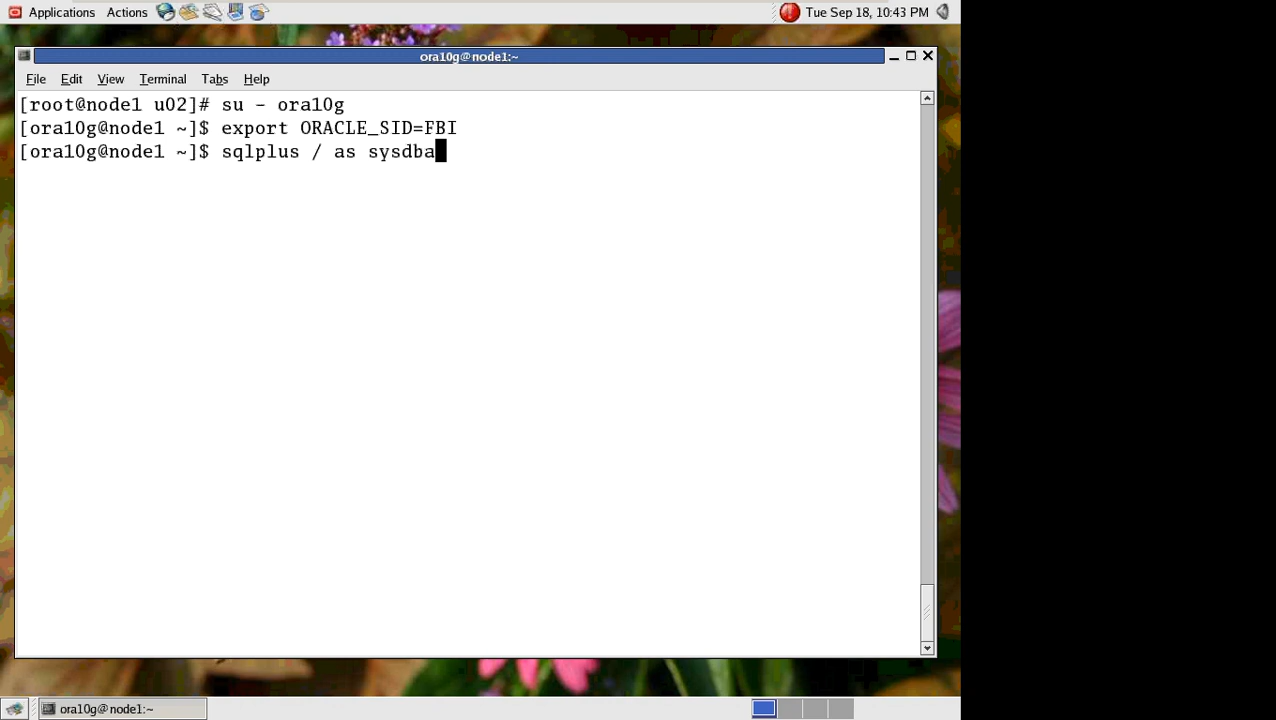 Applications Actions Tue Sep 18, 10:43 PM
ora10g@node1:~
File Edit View Terminal Tabs Help
[root@node1 u02]# su - ora10g
[ora10g@node1 ~]$ export ORACLE_SID=FBI
[ora10g@node1 ~]$ sqlplus / as sysdba
ora10g@node1:~